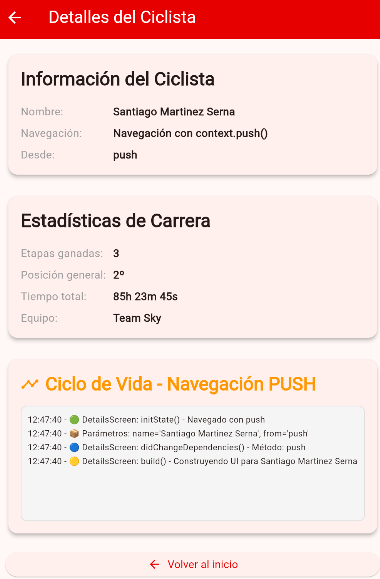 Detalles del Ciclista
Información del Ciclista
Nombre: Santiago Martinez Serna
Navegación: Navegación con context.push()
Desde: push
Estadísticas de Carrera
Etapas ganadas: 3
Posición general: 2º
Tiempo total: 85h 23m 45s
Equipo: Team Sky
Ciclo de Vida - Navegación PUSH
12:47:40 - 🟢 DetailsScreen: initState() - Navegado con push
12:47:40 - 📦 Parámetros: name='Santiago Martinez Serna', from='push'
12:47:40 - 🔵 DetailsScreen: didChangeDependencies() - Método: push
12:47:40 - 🟡 DetailsScreen: build() - Construyendo UI para Santiago Martinez Serna
Volver al inicio